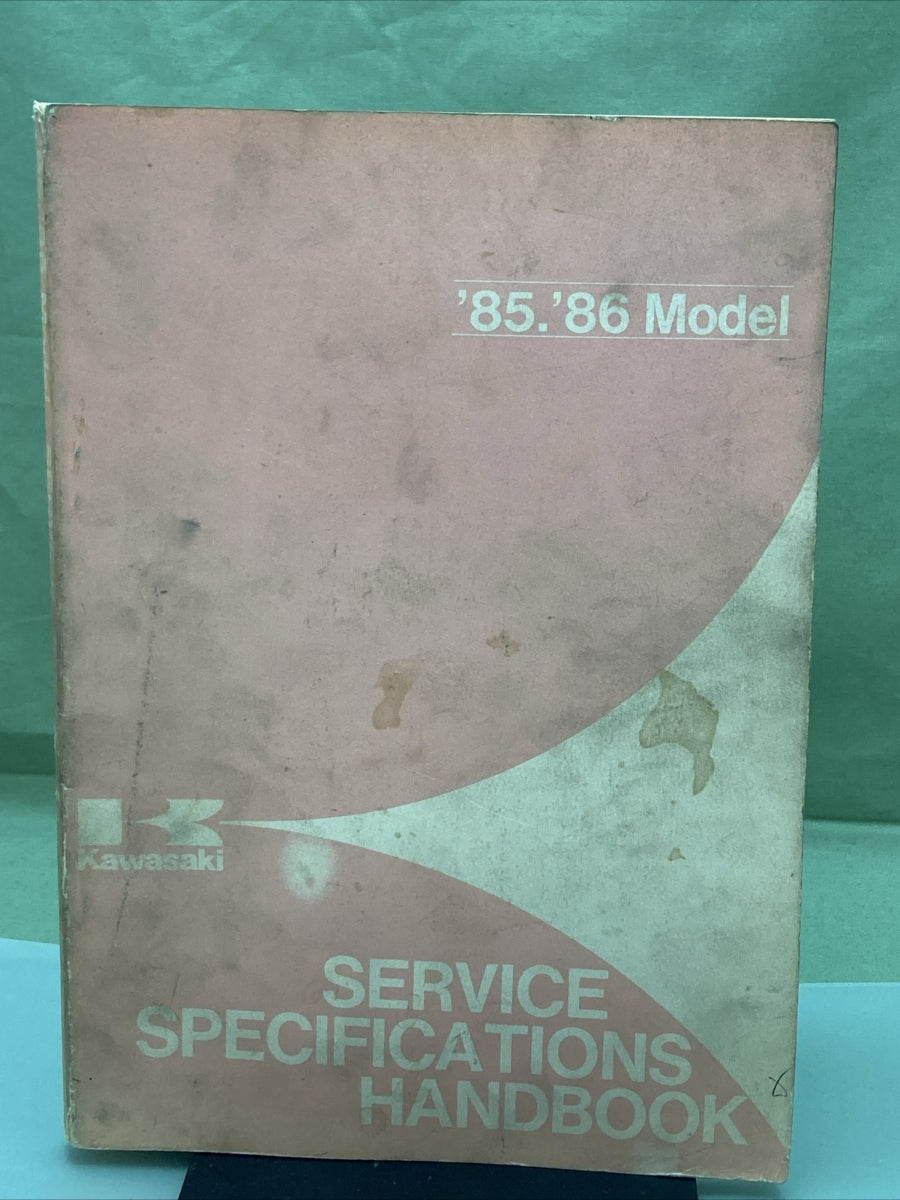 ’85.’86 Model
Kawasaki
SERVICE
SPECIFICATIONS
HANDBOOK